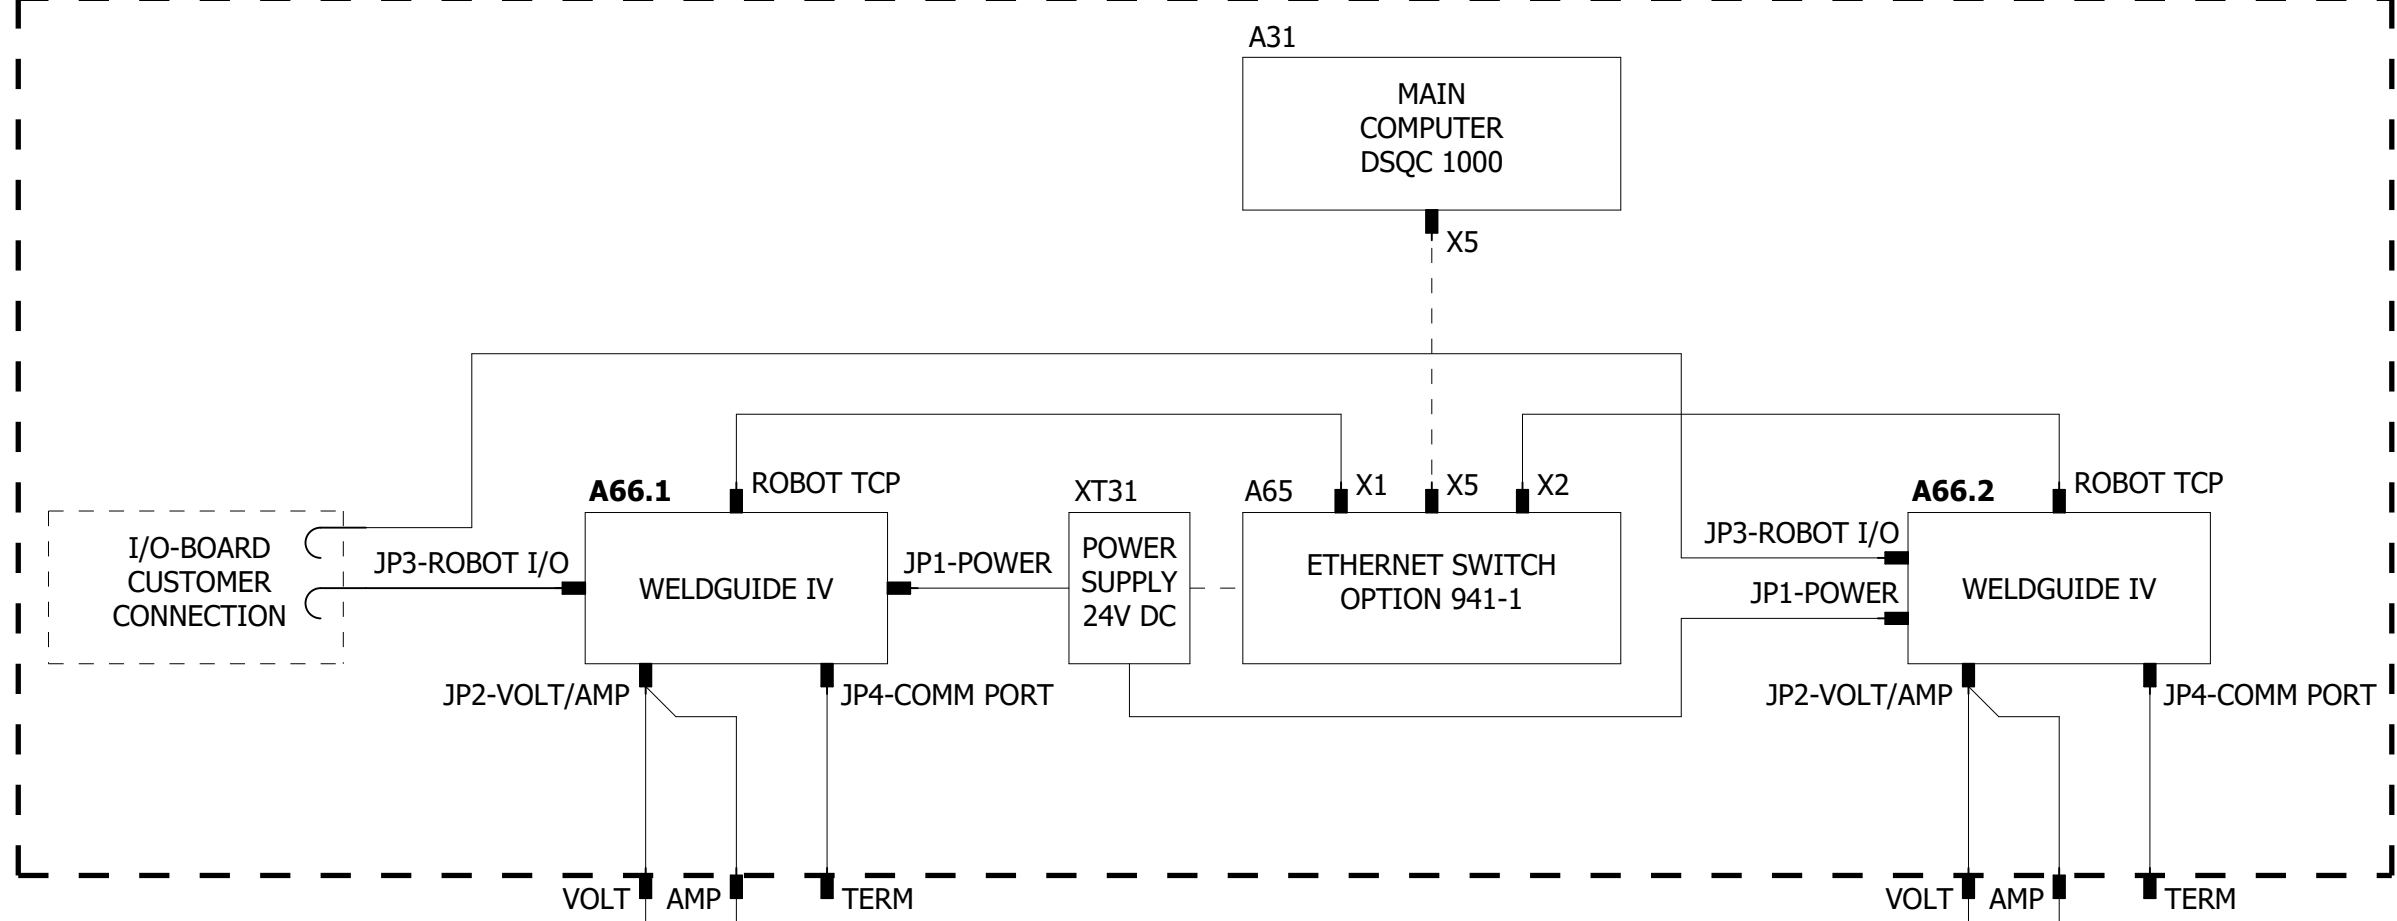 A31
MAIN
COMPUTER
DSQC 1000
X5
A66.1
ROBOT TCP
XT31
A65
X1
X5
X2
A66.2
ROBOT TCP
I/O-BOARD
CUSTOMER
CONNECTION
JP3-ROBOT I/O
WELDGUIDE IV
JP1-POWER
POWER
SUPPLY
24V DC
ETHERNET SWITCH
OPTION 941-1
JP3-ROBOT I/O
JP1-POWER
WELDGUIDE IV
JP2-VOLT/AMP
JP4-COMM PORT
JP2-VOLT/AMP
JP4-COMM PORT
VOLT
AMP
TERM
VOLT
AMP
TERM